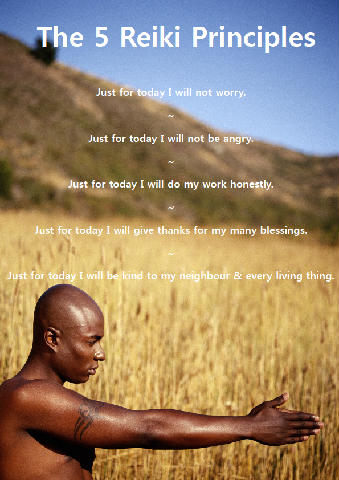 The 5 Reiki Principles
Just for today I will not worry.
~
Just for today I will not be angry.
~
Just for today I will do my work honestly.
~
Just for today I will give thanks for my many blessings.
~
Just for today I will be kind to my neighbour & every living thing.